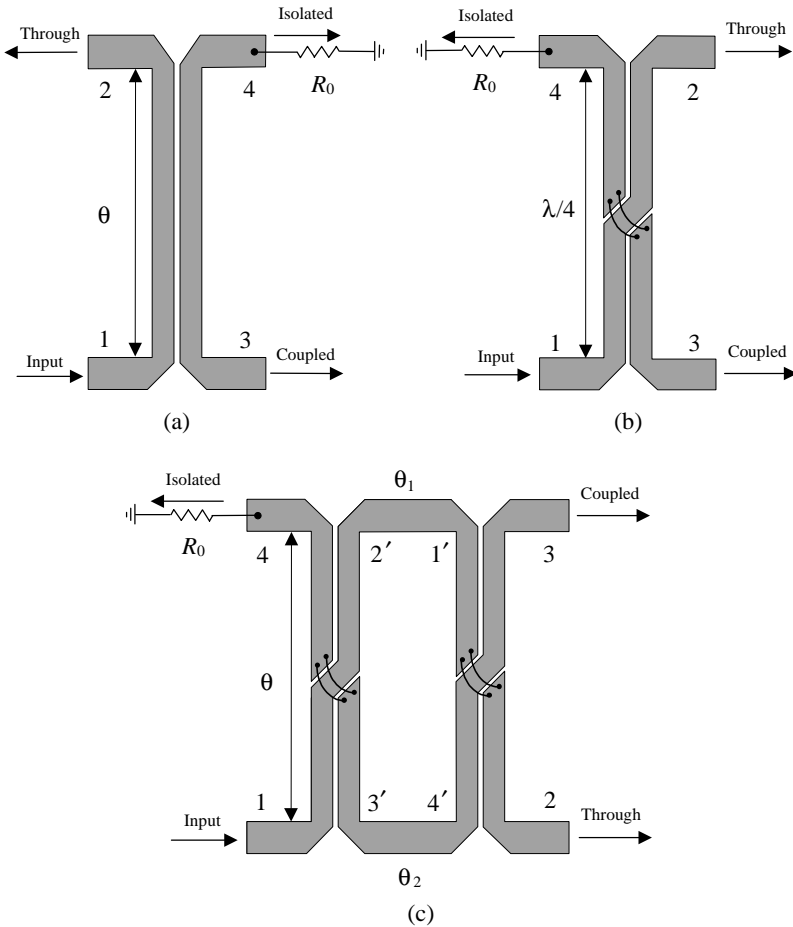 Through
Isolated
2
4
R0
θ
1
3
Input
Coupled
(a)
Isolated
Through
R0
4
2
λ/4
1
3
Input
Coupled
(b)
Isolated
θ1
Coupled
R0
4
2′
1′
3
θ
1
3′
4′
2
Input
Through
θ2
(c)